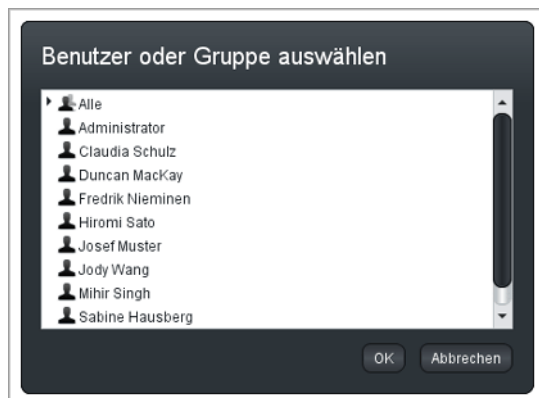 Benutzer oder Gruppe auswählen
Alle
Administrator
Claudia Schulz
Duncan MacKay
Fredrik Nieminen
Hiromi Sato
Josef Muster
Jody Wang
Mihir Singh
Sabine Hausberg
OK Abbrechen